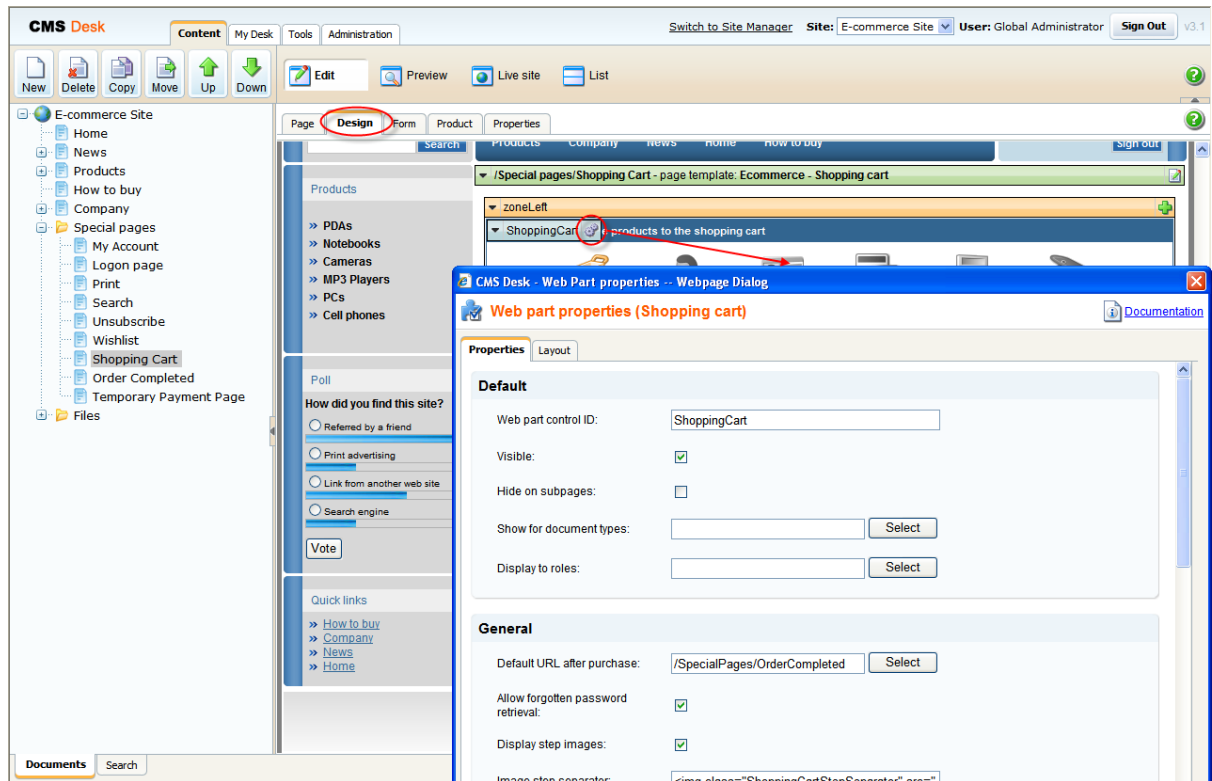 CMS Desk
Content
My Desk
Tools
Administration
Switch to Site Manager
Site:
E-commerce Site
User: Global Administrator
Sign Out
v3.1
New
Delete
Copy
Move
Up
Down
Edit
Preview
Live site
List
E-commerce Site
Home
News
Products
How to buy
Company
Special pages
My Account
Logon page
Print
Search
Unsubscribe
Wishlist
Shopping Cart
Order Completed
Temporary Payment Page
Files
Documents
Search
Page
Design
Form
Product
Properties
Search
Products
Company
News
Home
How to buy
Sign out
Products
» PDAs
» Notebooks
» Cameras
» MP3 Players
» PCs
» Cell phones
Poll
How did you find this site?
Referred by a friend
Print advertising
Link from another web site
Search engine
Vote
Quick links
» How to buy
» Company
» News
» Home
/Special pages/Shopping Cart - page template: Ecommerce - Shopping cart
zoneLeft
ShoppingCart
products to the shopping cart
CMS Desk - Web Part properties -- Webpage Dialog
Web part properties (Shopping cart)
Documentation
Properties
Layout
Default
Web part control ID:
ShoppingCart
Visible:
Hide on subpages:
Show for document types:
Select
Display to roles:
Select
General
Default URL after purchase:
/SpecialPages/OrderCompleted
Select
Allow forgotten password
retrieval:
Display step images:
Image step separator:
<img class="ShoppingCartStepSeparator" src="